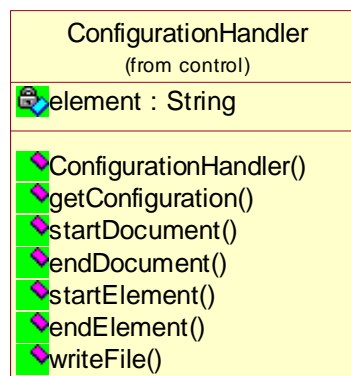 ConfigurationHandler
(from control)
element : String
ConfigurationHandler()
getConfiguration()
startDocument()
endDocument()
startElement()
endElement()
writeFile()